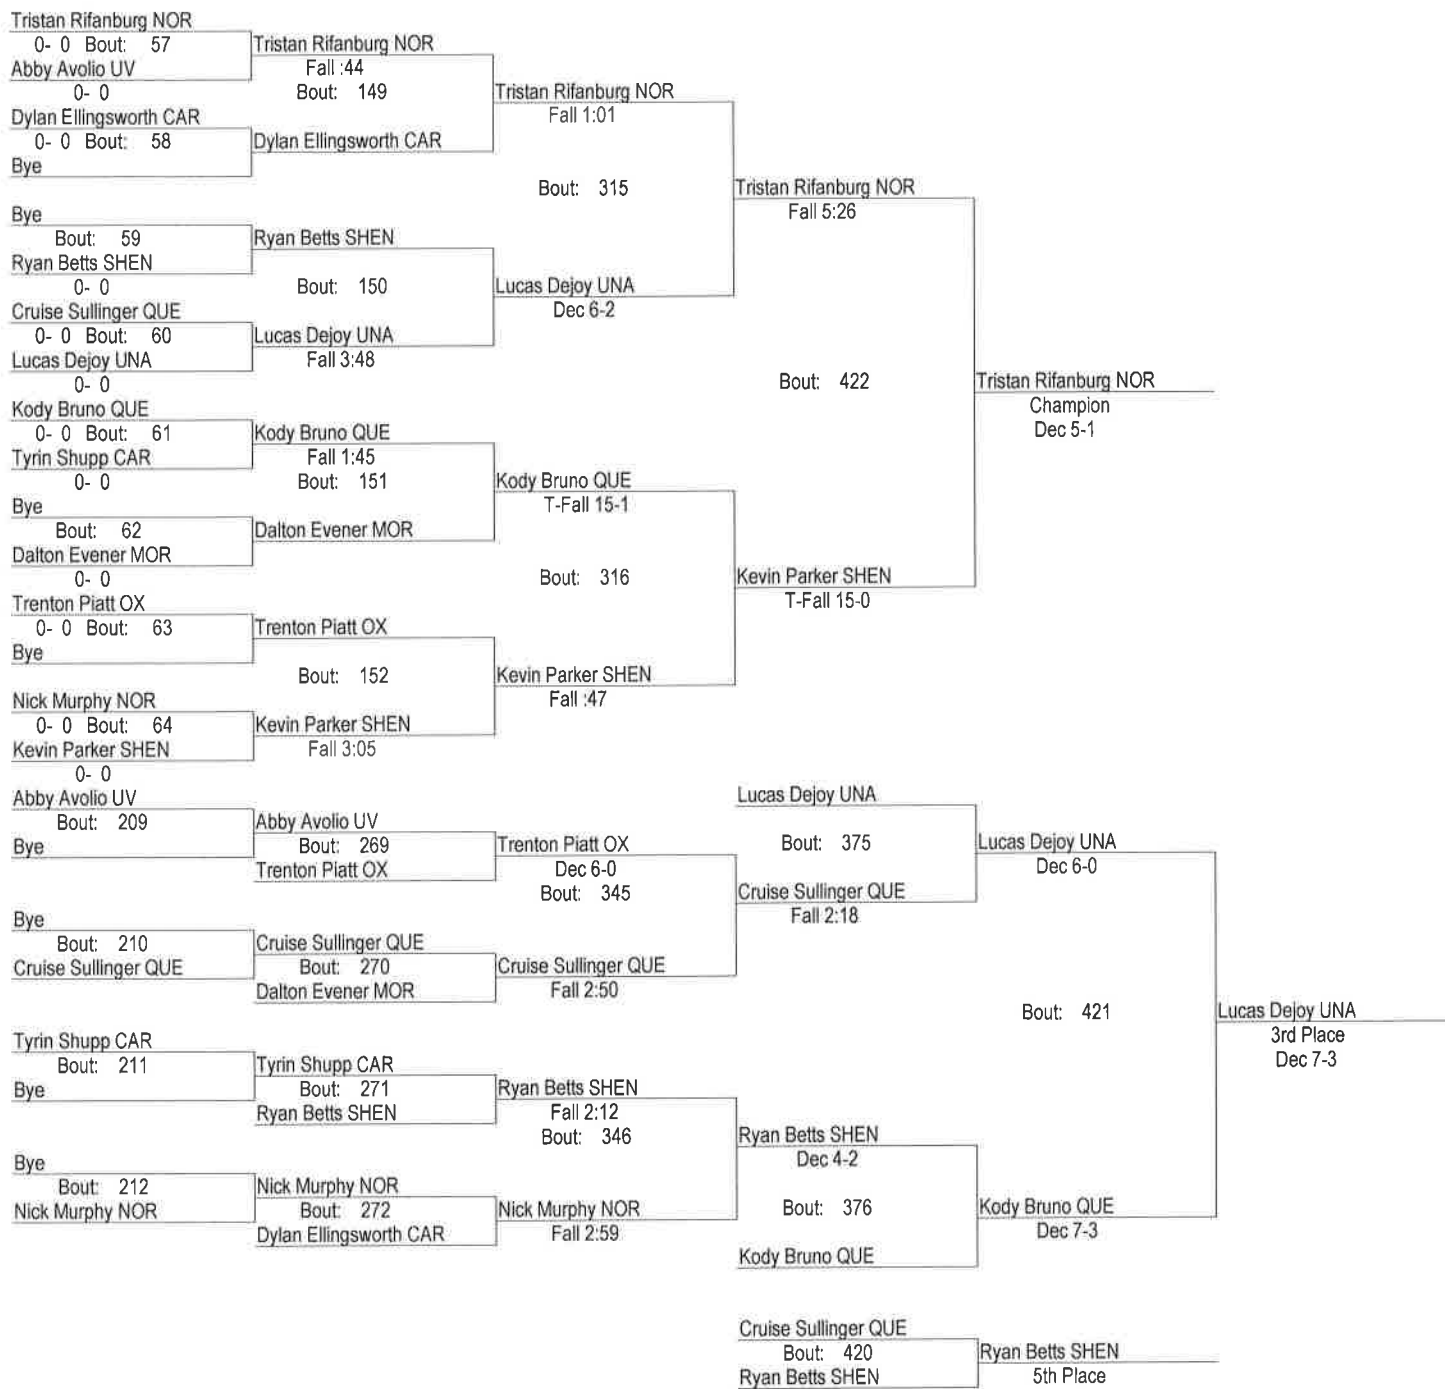 Tristan Rifanburg NOR
0- 0 Bout: 57
Abby Avolio UV
0- 0
Dylan Ellingsworth CAR
0- 0 Bout: 58
Bye
Bye
Bout: 59
Ryan Betts SHEN
0- 0
Cruise Sullinger QUE
0- 0 Bout: 60
Lucas Dejoy UNA
0- 0
Kody Bruno QUE
0- 0 Bout: 61
Tyrin Shupp CAR
0- 0
Bye
Bout: 62
Dalton Evener MOR
0- 0
Trenton Piatt OX
0- 0 Bout: 63
Bye
Nick Murphy NOR
0- 0 Bout: 64
Kevin Parker SHEN
0- 0
Tristan Rifanburg NOR
Fall :44
Bout: 149
Dylan Ellingsworth CAR
Ryan Betts SHEN
Bout: 150
Lucas Dejoy UNA
Fall 3:48
Kody Bruno QUE
Fall 1:45
Bout: 151
Dalton Evener MOR
Trenton Piatt OX
Bout: 152
Kevin Parker SHEN
Fall 3:05
Tristan Rifanburg NOR
Fall 1:01
Bout: 315
Lucas Dejoy UNA
Dec 6-2
Kody Bruno QUE
T-Fall 15-1
Bout: 316
Kevin Parker SHEN
Fall :47
Tristan Rifanburg NOR
Fall 5:26
Bout: 422
Kevin Parker SHEN
T-Fall 15-0
Tristan Rifanburg NOR
Champion
Dec 5-1
Abby Avolio UV
Bout: 209
Bye
Bye
Bout: 210
Cruise Sullinger QUE
Tyrin Shupp CAR
Bout: 211
Bye
Bye
Bout: 212
Nick Murphy NOR
Abby Avolio UV
Bout: 269
Trenton Piatt OX
Cruise Sullinger QUE
Bout: 270
Dalton Evener MOR
Tyrin Shupp CAR
Bout: 271
Ryan Betts SHEN
Nick Murphy NOR
Bout: 272
Dylan Ellingsworth CAR
Trenton Piatt OX
Dec 6-0
Bout: 345
Cruise Sullinger QUE
Fall 2:50
Ryan Betts SHEN
Fall 2:12
Bout: 346
Nick Murphy NOR
Fall 2:59
Lucas Dejoy UNA
Bout: 375
Cruise Sullinger QUE
Fall 2:18
Ryan Betts SHEN
Dec 4-2
Bout: 376
Kody Bruno QUE
Lucas Dejoy UNA
Dec 6-0
Bout: 421
Kody Bruno QUE
Dec 7-3
Lucas Dejoy UNA
3rd Place
Dec 7-3
Cruise Sullinger QUE
Bout: 420
Ryan Betts SHEN
Ryan Betts SHEN
5th Place